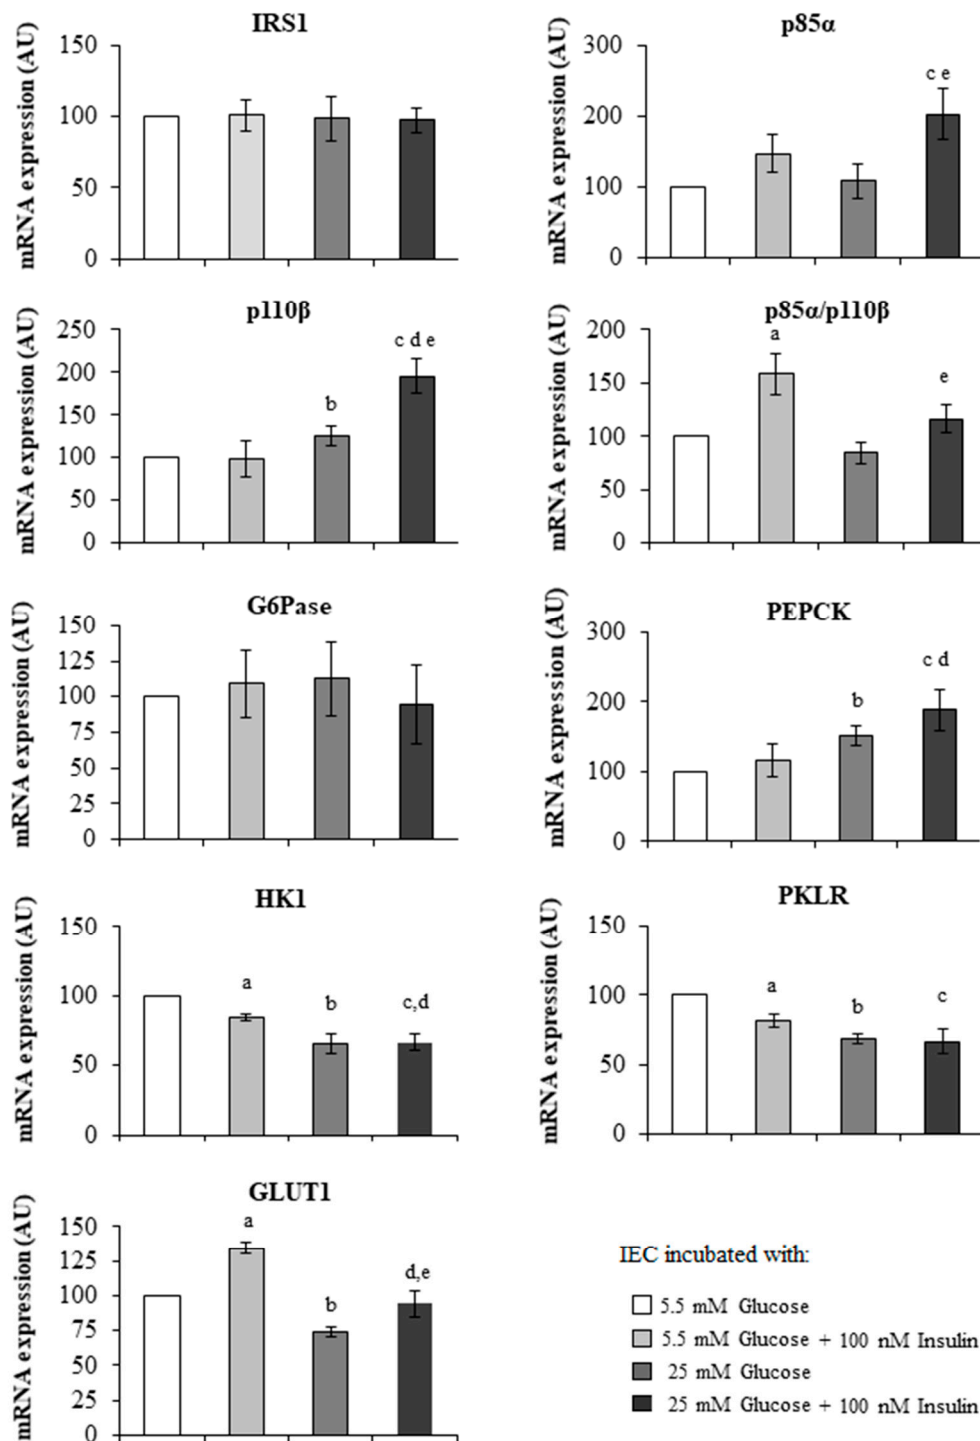 IRS1
mRNA expression (AU)
150
100
50
0
p85α
mRNA expression (AU)
300
200
100
0
c e
p110β
mRNA expression (AU)
250
200
150
100
50
0
b
c d e
p85α/p110β
mRNA expression (AU)
200
150
100
50
0
a
e
G6Pase
mRNA expression (AU)
150
125
100
75
50
25
0
PEPCK
mRNA expression (AU)
300
200
100
0
b
c d
HK1
mRNA expression (AU)
150
100
50
0
a
b
c,d
PKLR
mRNA expression (AU)
150
100
50
0
a
b
c
GLUT1
mRNA expression (AU)
150
125
100
75
50
25
0
a
b
d,e
IEC incubated with:
5.5 mM Glucose
5.5 mM Glucose + 100 nM Insulin
25 mM Glucose
25 mM Glucose + 100 nM Insulin